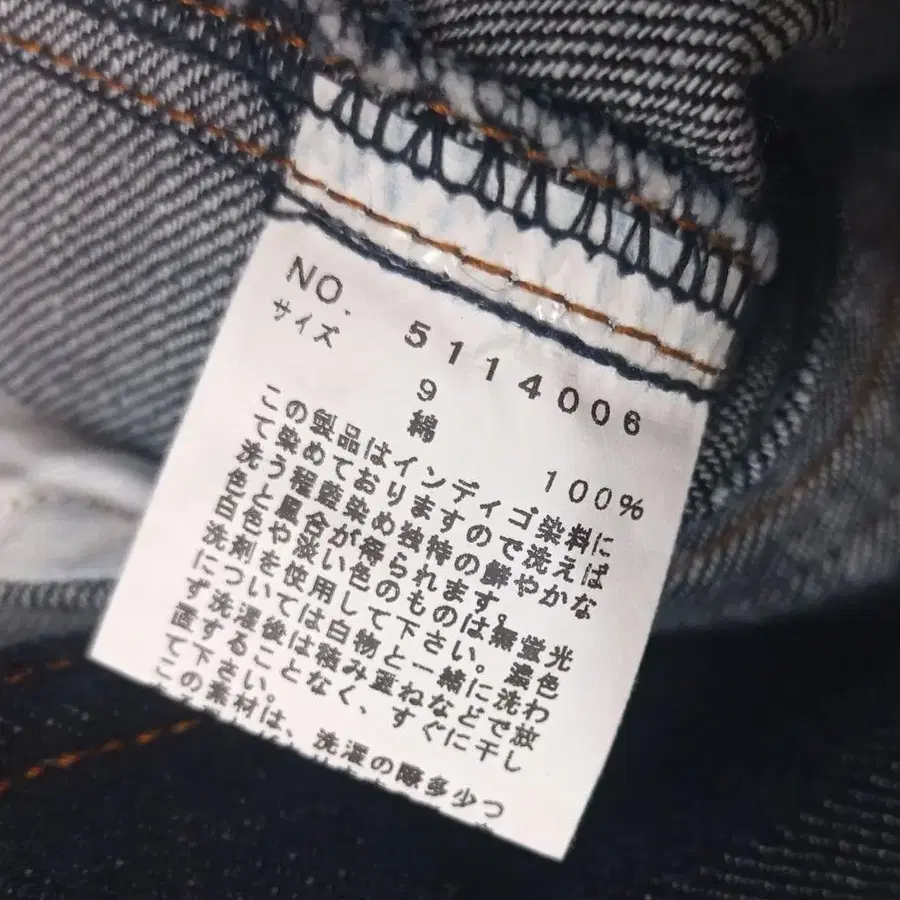 NO. 5114006
サイズ 9
綿 100%
この製品はインディゴ染料に
て染めておりますので洗えば
洗う程藍染め独特の鮮やかな
色と風合が得られます。
白色や淡い色のものは無螢光
洗剤を使用して下さい。濃色
については白物と一緒に洗わ
ず洗濯後は積み重ねなどで放
置することなく、すぐに干し
て下さい。
この素材は、洗濯の際多少つ